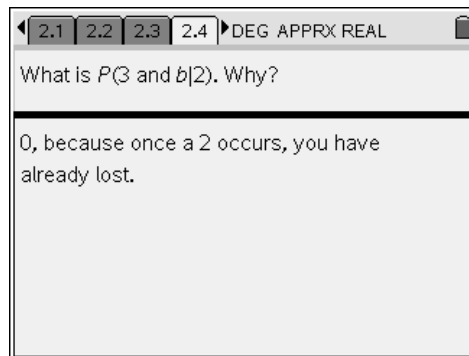 2.1 2.2 2.3 2.4 DEG APPRX REAL
What is P(3 and b|2). Why?
0, because once a 2 occurs, you have
already lost.